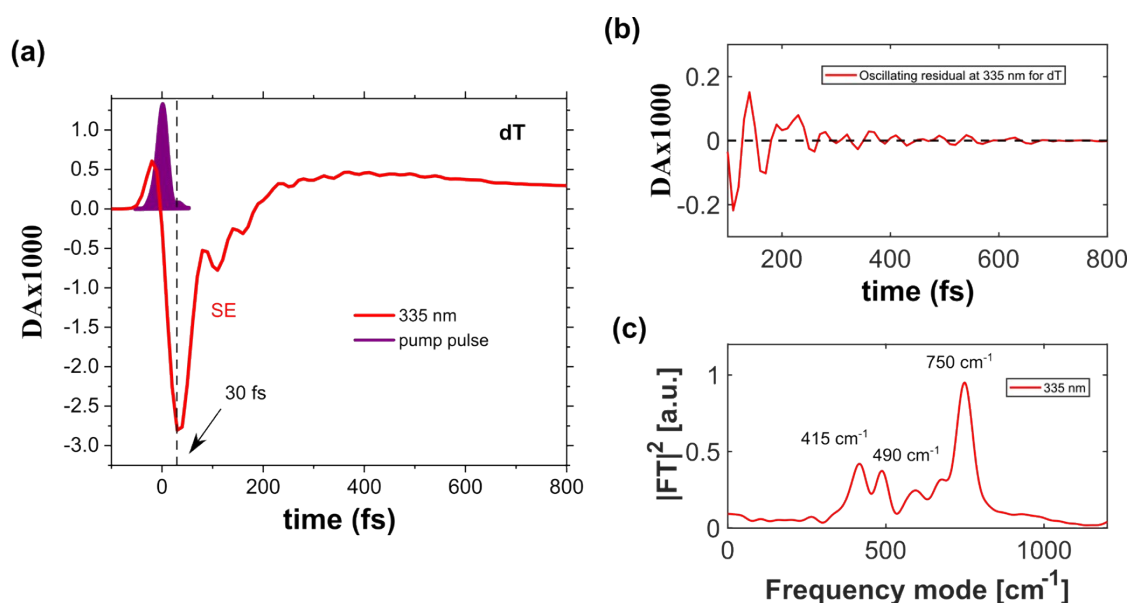 (a)
dT
DAx1000
1.0
0.5
0.0
-0.5
-1.0
-1.5
-2.0
-2.5
-3.0
SE
335 nm
pump pulse
30 fs
0
200
400
600
800
time (fs)
(b)
Oscillating residual at 335 nm for dT
DAx1000
0.2
0
-0.2
200
400
600
800
time (fs)
(c)
750 cm⁻¹
335 nm
415 cm⁻¹
490 cm⁻¹
|FT|² [a.u.]
1
0.5
0
0
500
1000
Frequency mode [cm⁻¹]